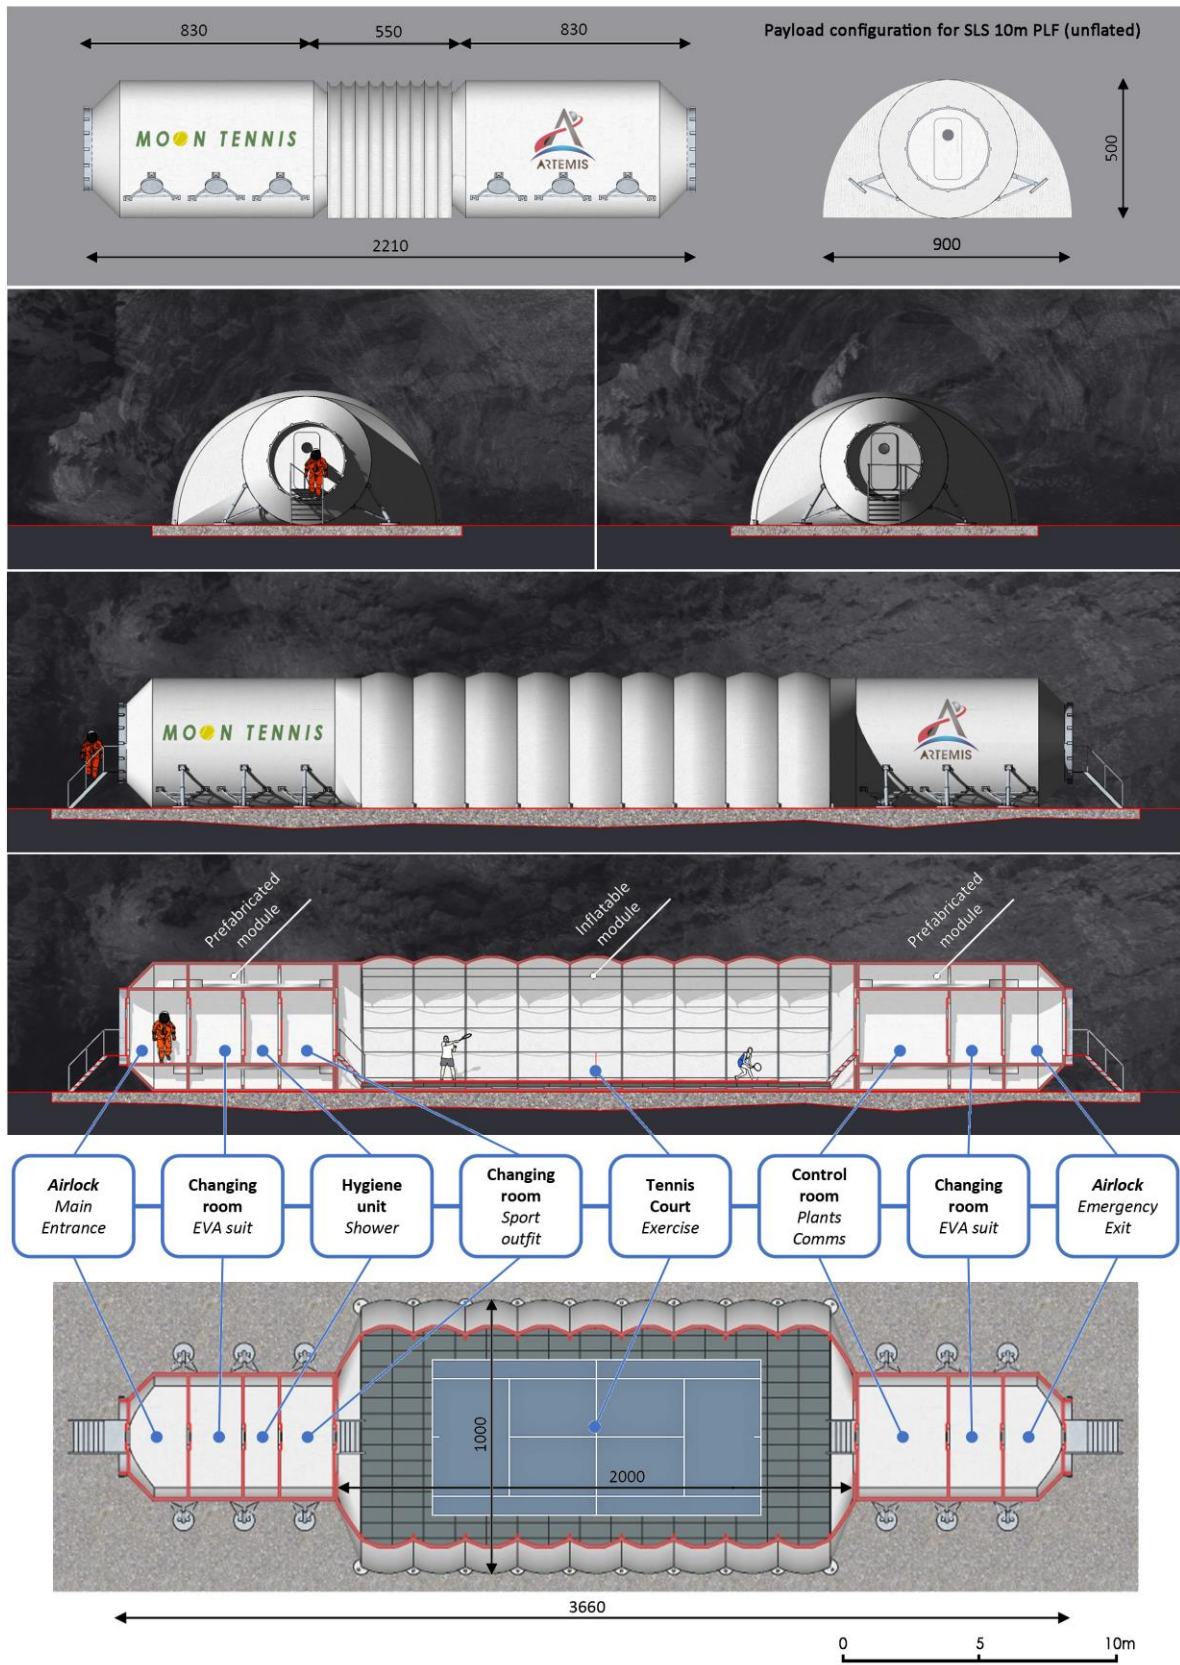 830
550
830
Payload configuration for SLS 10m PLF (unflated)
MOON TENNIS
ARTEMIS
500
2210
900
MOON TENNIS
ARTEMIS
Prefabricated
module
Inflatable
module
Prefabricated
module
Airlock
Main
Entrance
Changing
room
EVA suit
Hygiene
unit
Shower
Changing
room
Sport
outfit
Tennis
Court
Exercise
Control
room
Plants
Comms
Changing
room
EVA suit
Airlock
Emergency
Exit
1000
2000
3660
0 5 10m